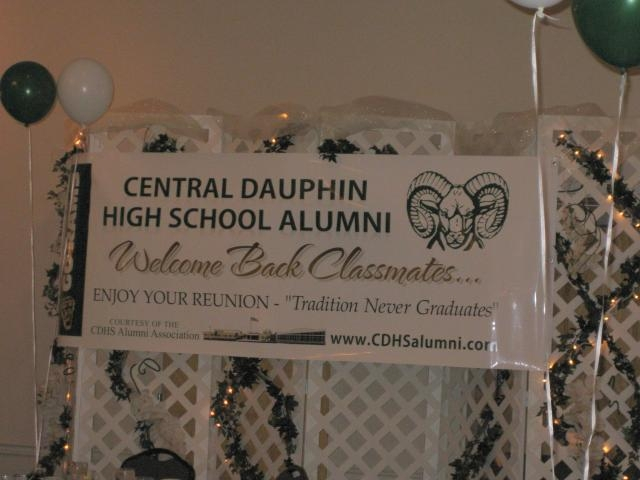 CENTRAL DAUPHIN
HIGH SCHOOL ALUMNI
Welcome Back Classmates...
ENJOY YOUR REUNION - "Tradition Never Graduates"
COURTESY OF THE
CDHS Alumni Association
www.CDHSalumni.com